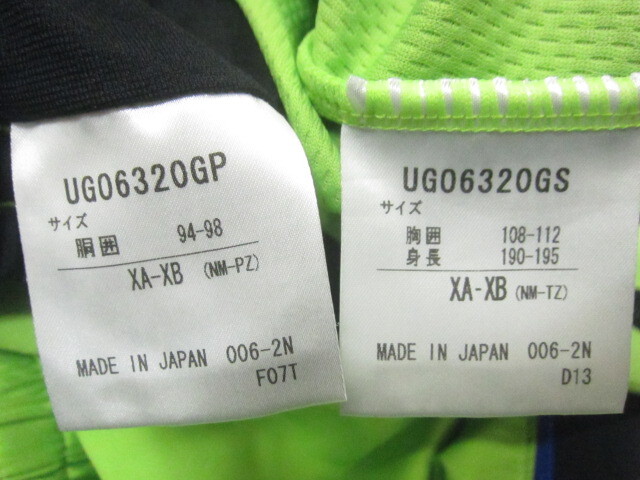 UG06320GP
サイズ
胴囲 94-98
XA-XB (NM-PZ)
MADE IN JAPAN 006-2N
F07T
UG06320GS
サイズ
胸囲 108-112
身長 190-195
XA-XB (NM-TZ)
MADE IN JAPAN 006-2N
D13